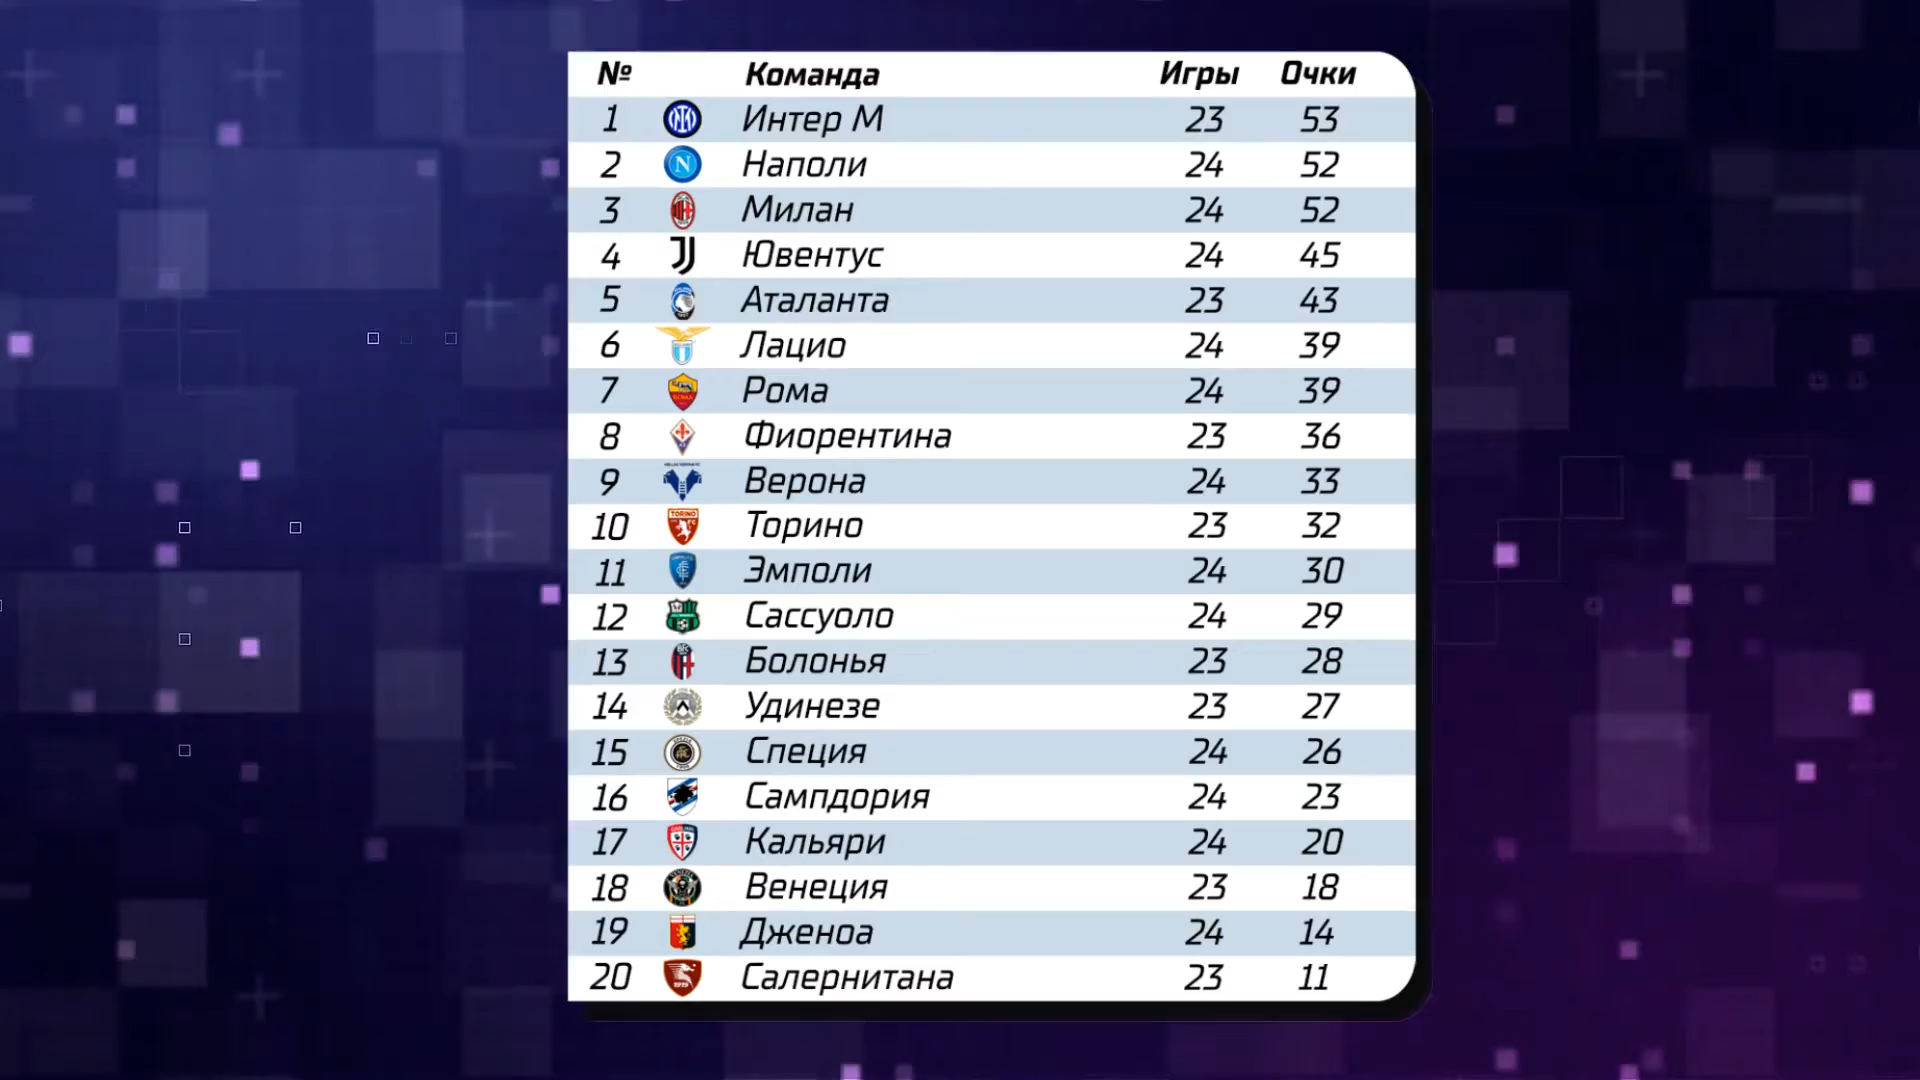 № Команда Игры Очки
1 Интер М 23 53
2 Наполи 24 52
3 Милан 24 52
4 Ювентус 24 45
5 Аталанта 23 43
6 Лацио 24 39
7 Рома 24 39
8 Фиорентина 23 36
9 Верона 24 33
10 Торино 23 32
11 Эмполи 24 30
12 Сассуоло 24 29
13 Болонья 23 28
14 Удинезе 23 27
15 Специя 24 26
16 Сампдория 24 23
17 Кальяри 24 20
18 Венеция 23 18
19 Дженоа 24 14
20 Салернитана 23 11